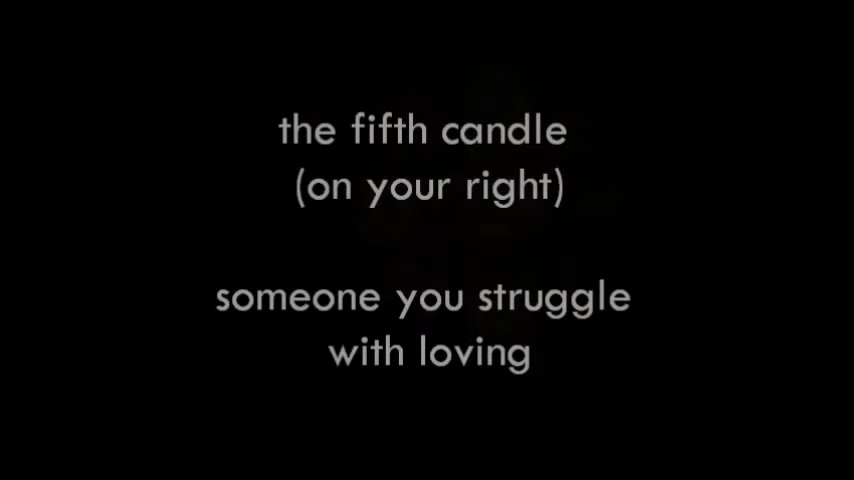 the fifth candle
(on your right)
someone you struggle
with loving